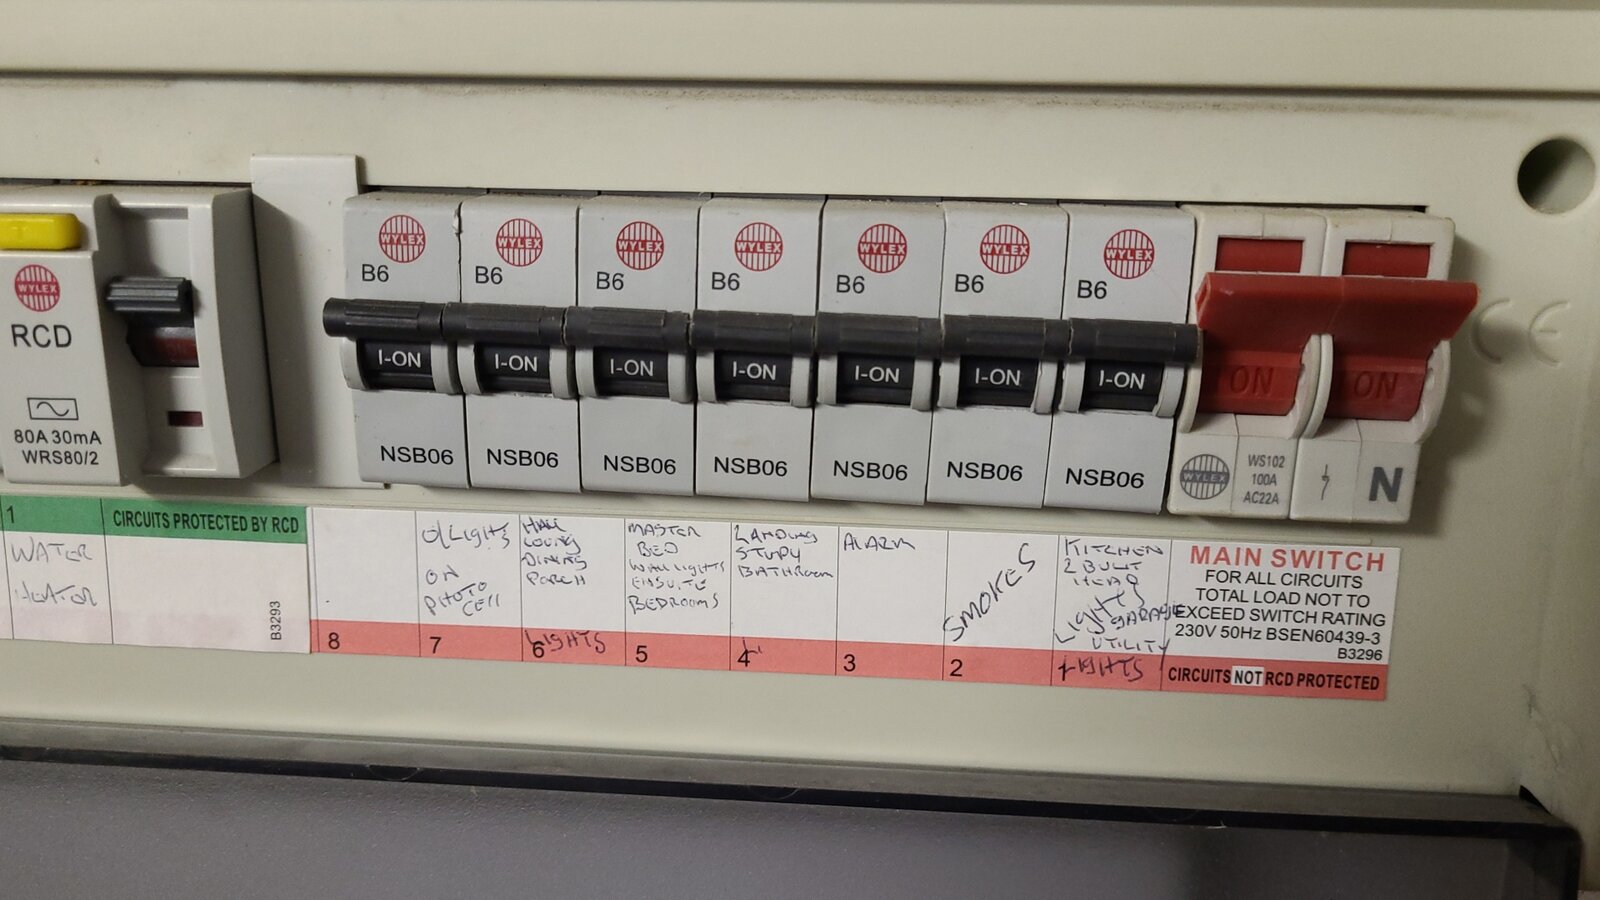 WYLEX
RCD
80A 30mA
WRS80/2
WYLEX
B6
I-ON
NSB06
WYLEX
B6
I-ON
NSB06
WYLEX
B6
I-ON
NSB06
WYLEX
B6
I-ON
NSB06
WYLEX
B6
I-ON
NSB06
WYLEX
B6
I-ON
NSB06
WYLEX
B6
I-ON
NSB06
ON
ON
WYLEX
WS102
100A
AC22A
N
CE
1
WATER
HEATOR
CIRCUITS PROTECTED BY RCD
B3293
8
O/LIGHTS
ON
PHOTO
CELL
7
HALL
LOUNG
DINING
PORCH
LIGHTS
6
MASTER
BED
WALLLIGHTS
ENSUITE
BEDROOMS
5
LANDING
STUDY
BATHROOM
4
ALARM
3
SMOKES
2
KITCHEN
2 BULT
HEAD
LIGHTS
GARAGE
UTILITY
LIGHTS
1
MAIN SWITCH
FOR ALL CIRCUITS
TOTAL LOAD NOT TO
EXCEED SWITCH RATING
230V 50Hz BSEN60439-3
B3296
CIRCUITS NOT RCD PROTECTED